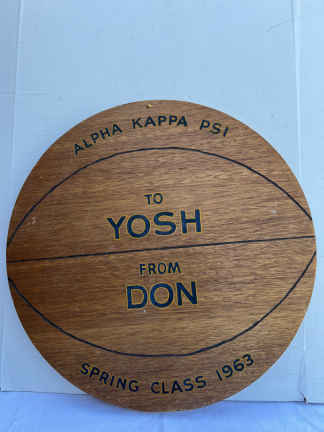 ALPHA KAPPA PSI
TO
YOSH
FROM
DON
SPRING CLASS 1963